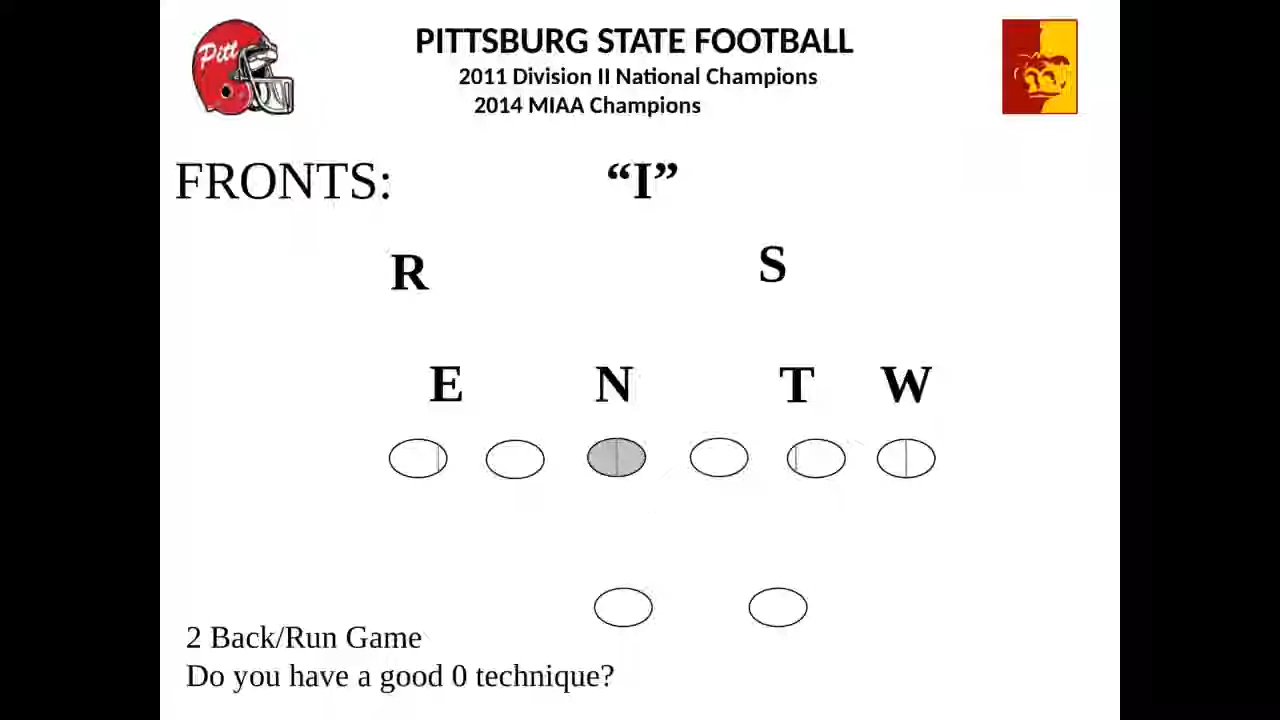 Pitt
PITTSBURG STATE FOOTBALL
2011 Division II National Champions
2014 MIAA Champions
FRONTS: “I”
R S
E N T W
2 Back/Run Game
Do you have a good 0 technique?